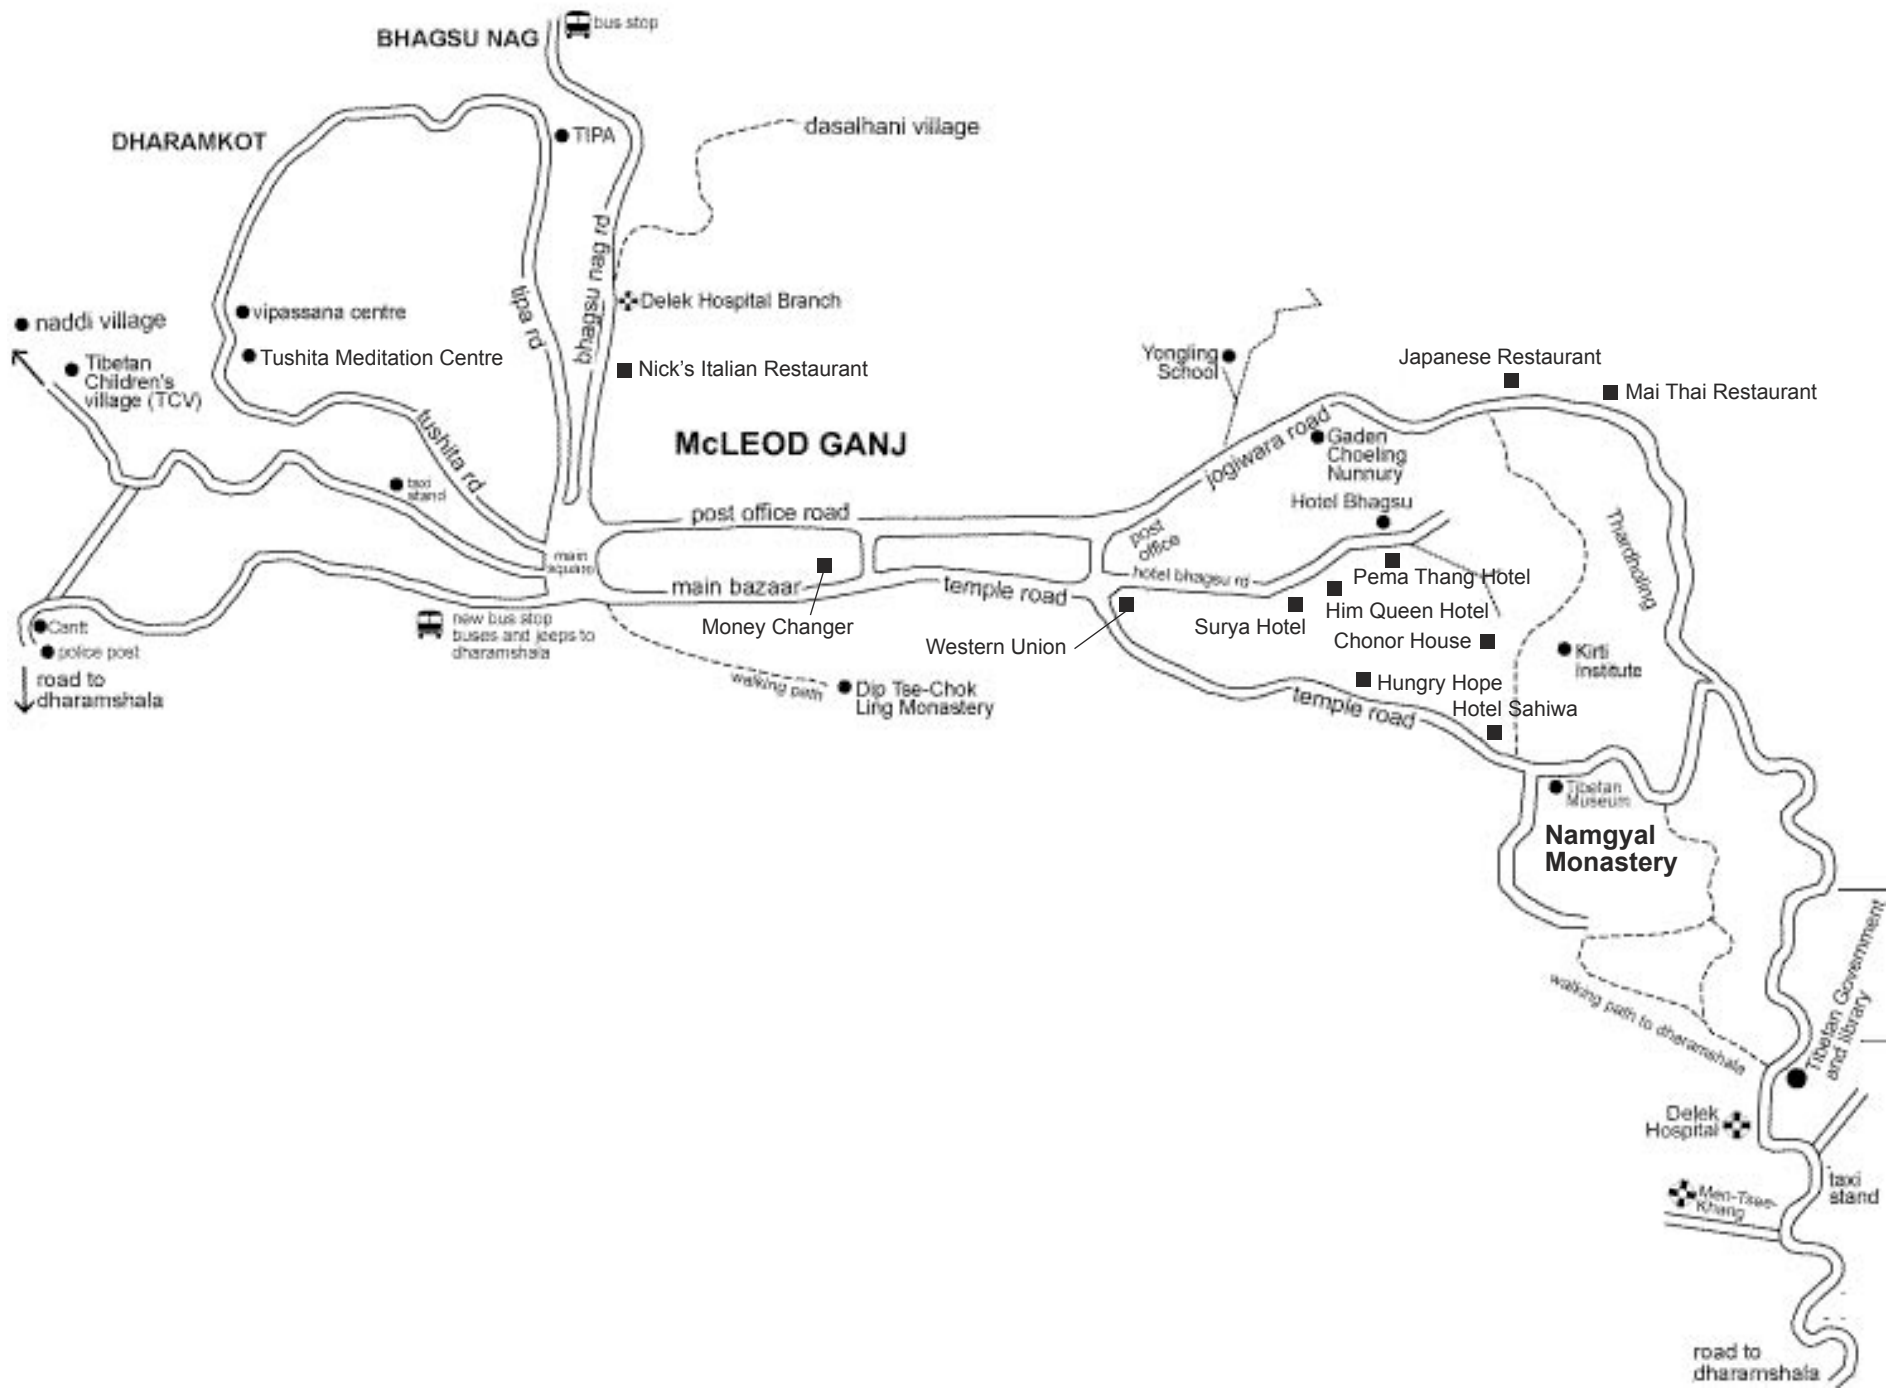 BHAGSU NAG
bus stop
DHARAMKOT
TIPA
dasalhani village
bhagsu nag rd
tipa rd
Delek Hospital Branch
vipassana centre
naddi village
Tushita Meditation Centre
Tibetan
Children's
village (TCV)
Nick's Italian Restaurant
Yongling
School
Japanese Restaurant
Mai Thai Restaurant
tushita rd
McLEOD GANJ
jogiwara road
Gaden
Choeling
Nunnury
taxi
stand
Hotel Bhagsu
post office road
post
office
Thardholing
main
square
main bazaar
temple road
hotel bhagsu rd
Pema Thang Hotel
Him Queen Hotel
Money Changer
Western Union
Surya Hotel
Chonor House
Kirti
Institute
new bus stop
buses and jeeps to
dharamshala
Cantt
police post
road to
dharamshala
walking path
Dip Tse-Chok
Ling Monastery
Hungry Hope
temple road
Hotel Sahiwa
Tibetan
Museum
Namgyal
Monastery
walking path to dharamshala
Tibetan Government
and library
Delek
Hospital
Men-Tsee-
Khang
taxi
stand
road to
dharamshala